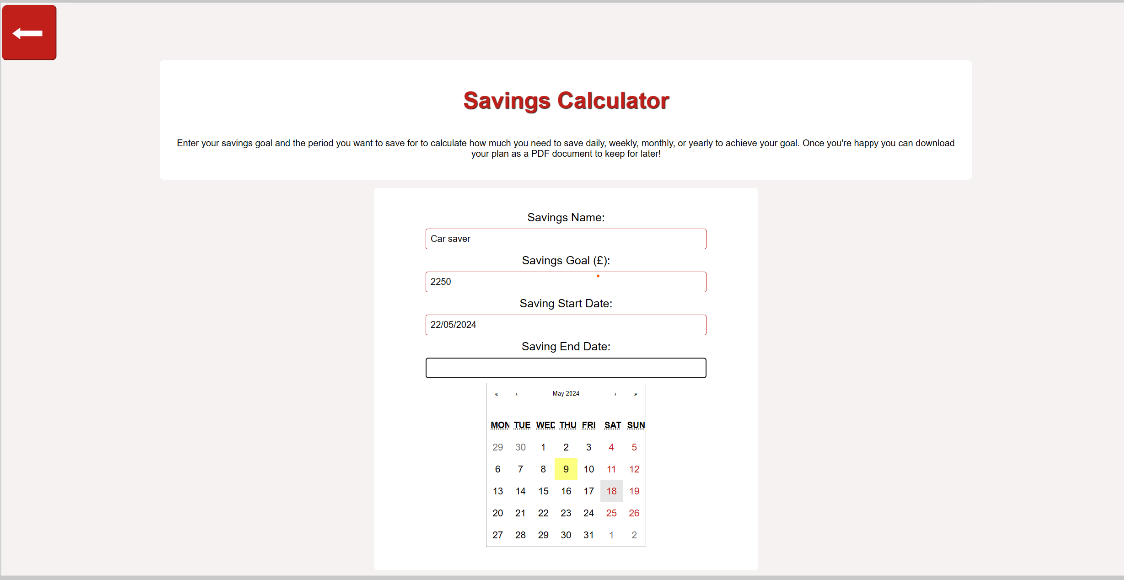 Savings Calculator
Enter your savings goal and the period you want to save for to calculate how much you need to save daily, weekly, monthly, or yearly to achieve your goal. Once you're happy you can download
your plan as a PDF document to keep for later!
Savings Name:
Car saver
Savings Goal (£):
2250
Saving Start Date:
22/05/2024
Saving End Date:
« ‹ May 2024 › »
MON TUE WED THU FRI SAT SUN
29 30 1 2 3 4 5
6 7 8 9 10 11 12
13 14 15 16 17 18 19
20 21 22 23 24 25 26
27 28 29 30 31 1 2